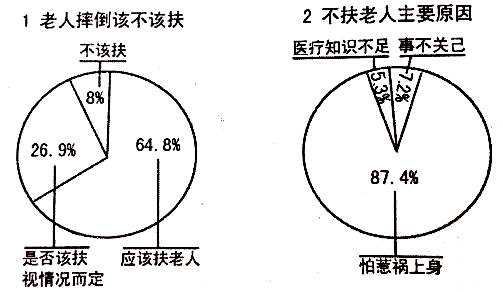 1 老人摔倒该不该扶
不该扶
8%
26.9%
64.8%
是否该扶
视情况而定
应该扶老人
2 不扶老人主要原因
医疗知识不足
事不关己
5.3%
7.2%
87.4%
怕惹祸上身